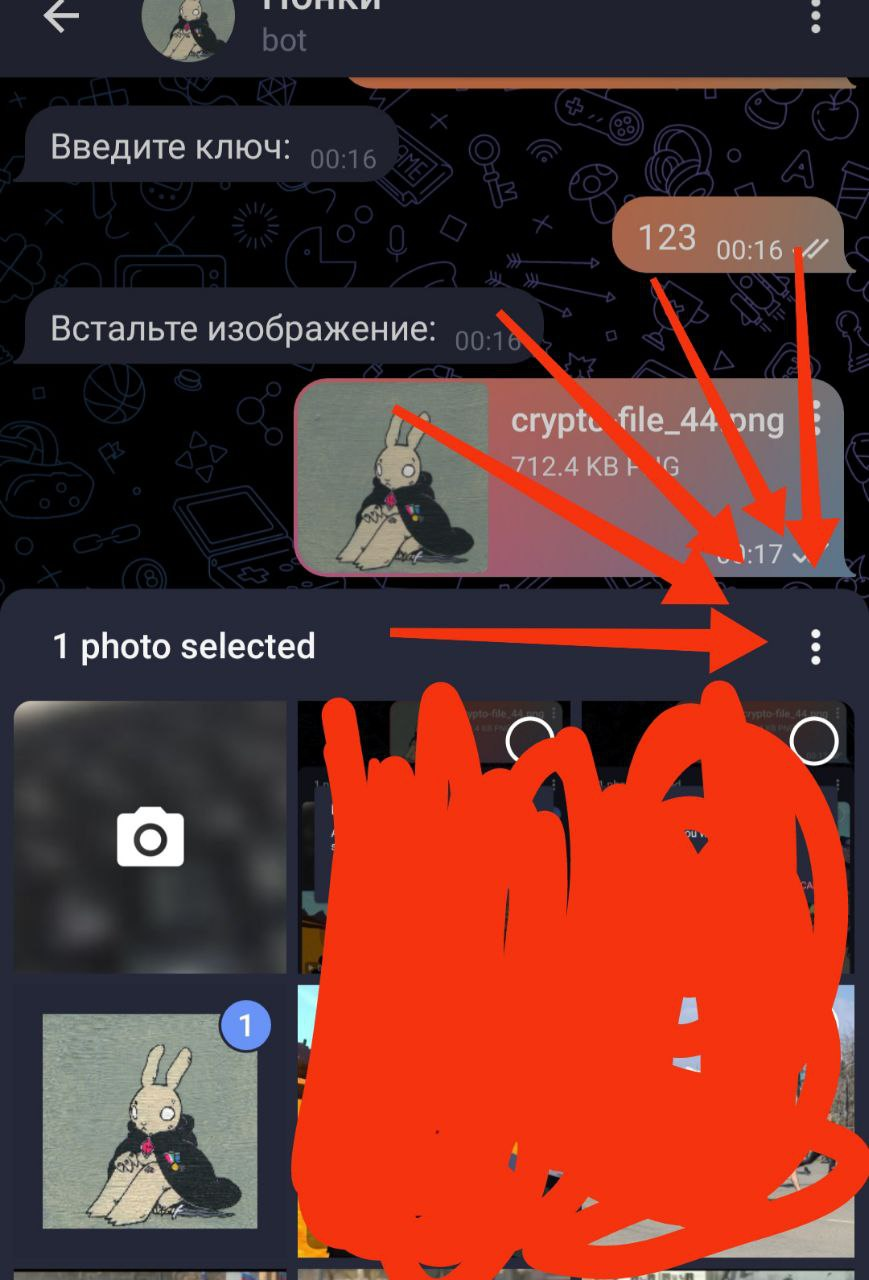 Понки
bot
Введите ключ: 00:16
123 00:16
Встальте изображение: 00:16
crypto-file_44.png
712.4 KB PNG
00:17
1 photo selected
1